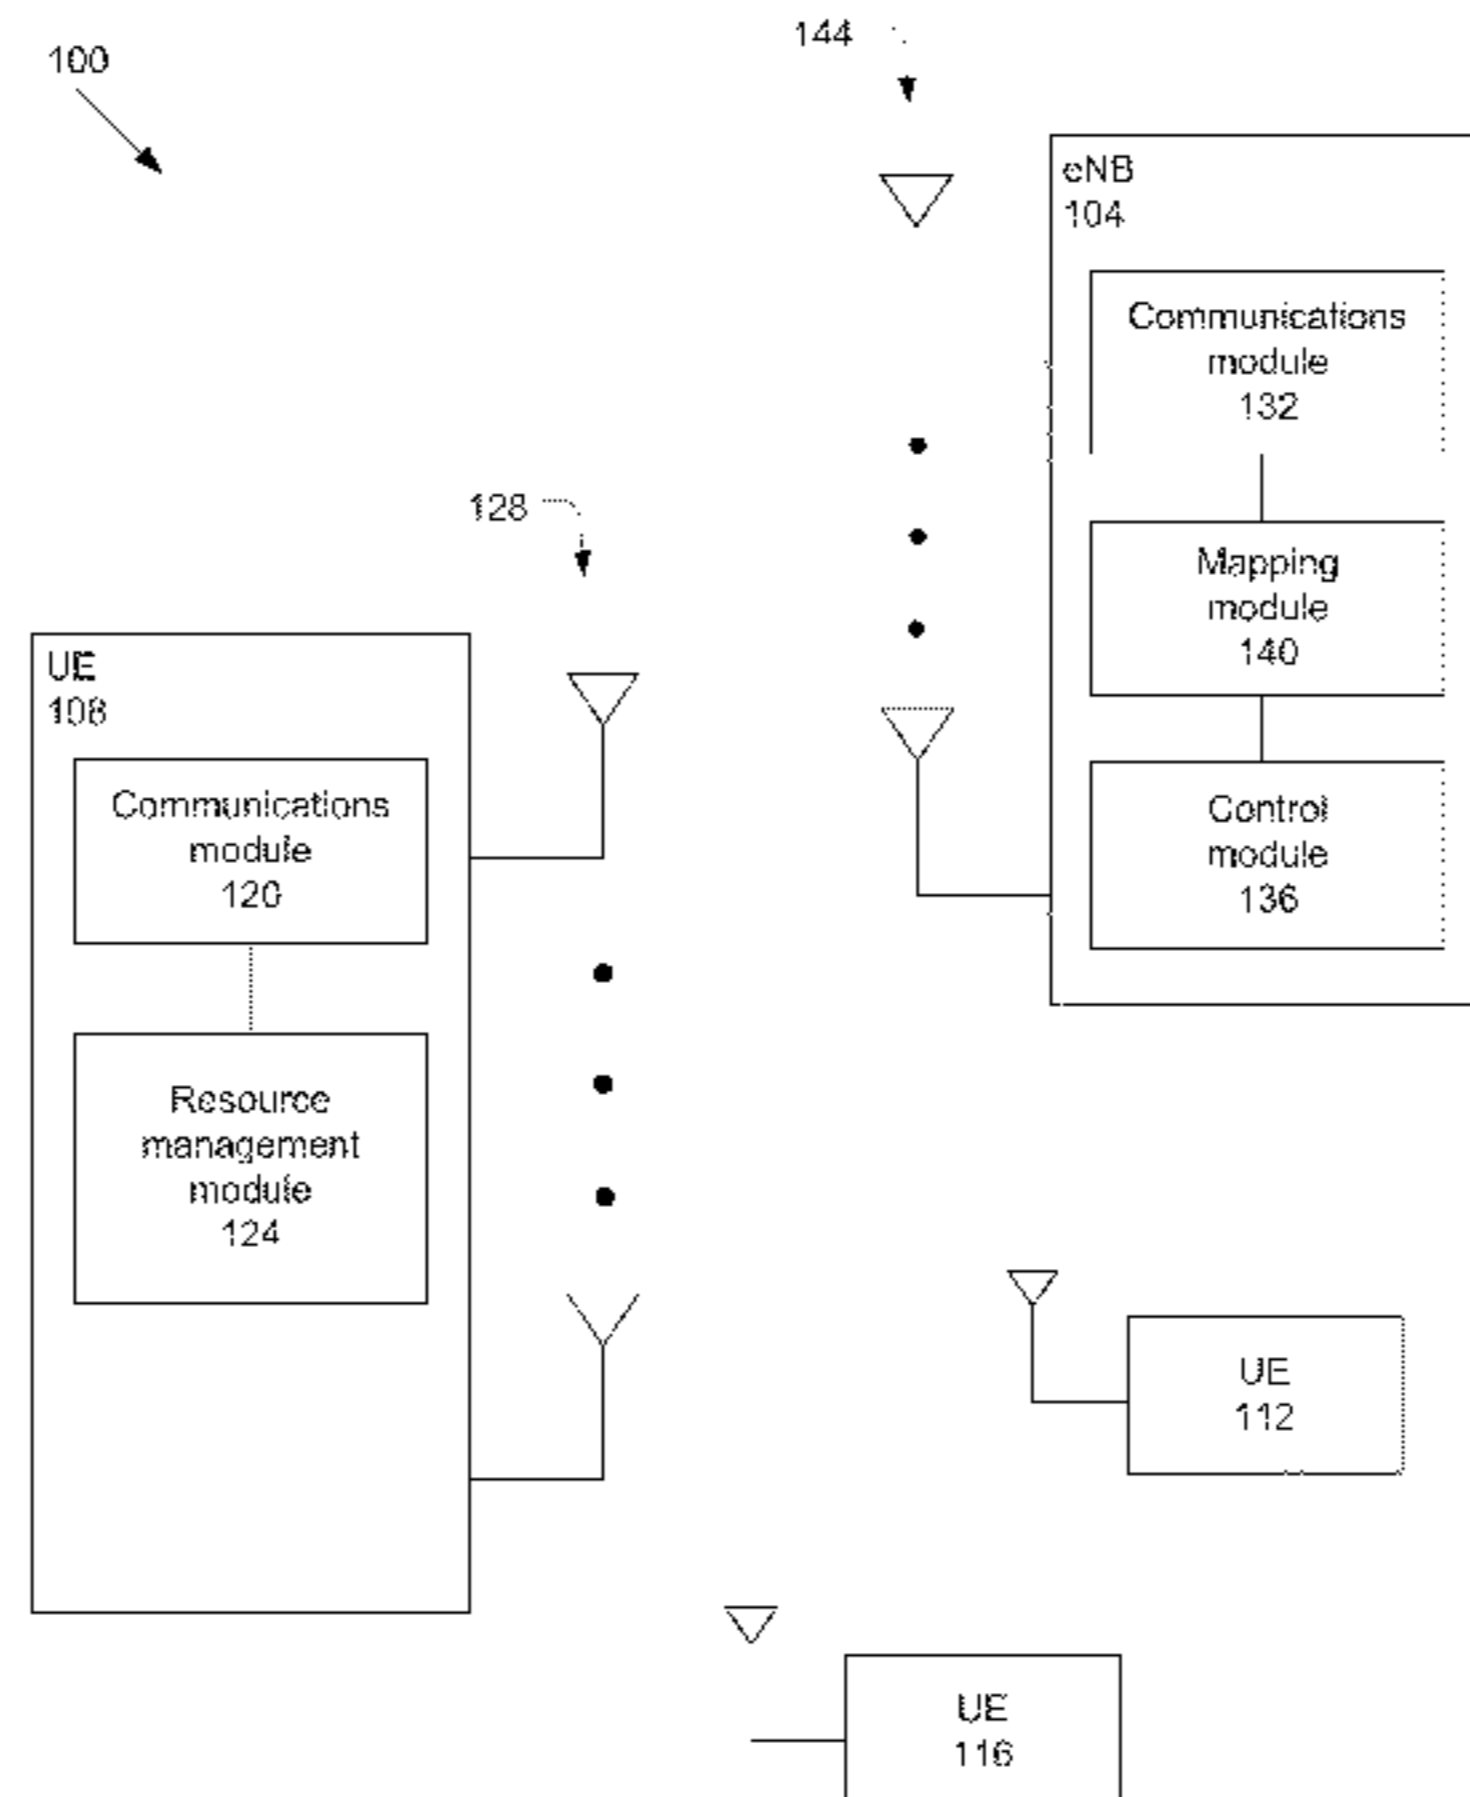 100
144
eNB
104
Communications
module
132
Mapping
module
140
Control
module
136
128
UE
108
Communications
module
120
Resource
management
module
124
UE
112
UE
116